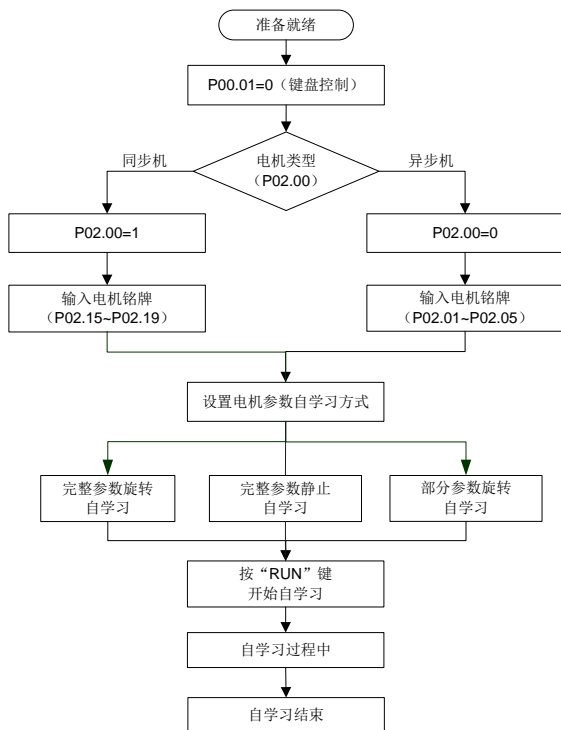 准备就绪
P00.01=0（键盘控制）
同步机
电机类型
（P02.00）
异步机
P02.00=1
P02.00=0
输入电机铭牌
（P02.15~P02.19）
输入电机铭牌
（P02.01~P02.05）
设置电机参数自学习方式
完整参数旋转
自学习
完整参数静止
自学习
部分参数旋转
自学习
按“RUN”键
开始自学习
自学习过程中
自学习结束